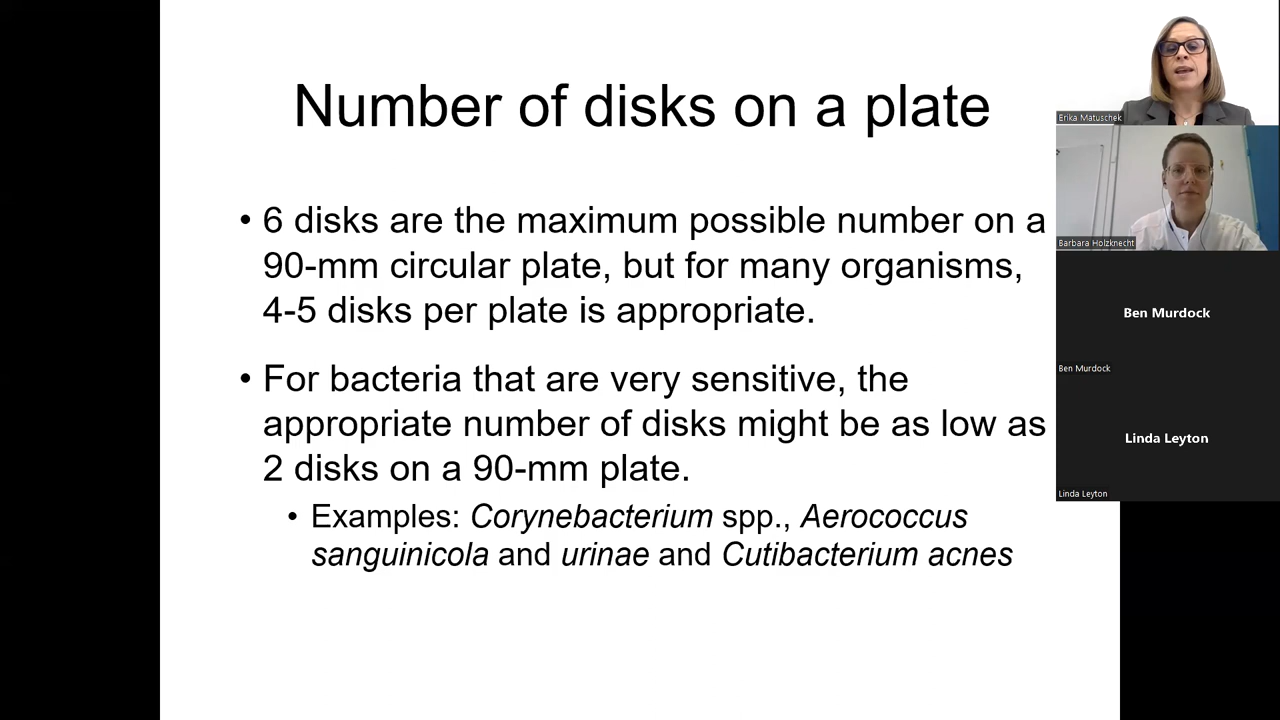 Number of disks on a plate
• 6 disks are the maximum possible number on a
90-mm circular plate, but for many organisms,
4-5 disks per plate is appropriate.
• For bacteria that are very sensitive, the
appropriate number of disks might be as low as
2 disks on a 90-mm plate.
• Examples: Corynebacterium spp., Aerococcus
sanguinicola and urinae and Cutibacterium acnes
Erika Matuschek
Barbara Holzknecht
Ben Murdock
Ben Murdock
Linda Leyton
Linda Leyton